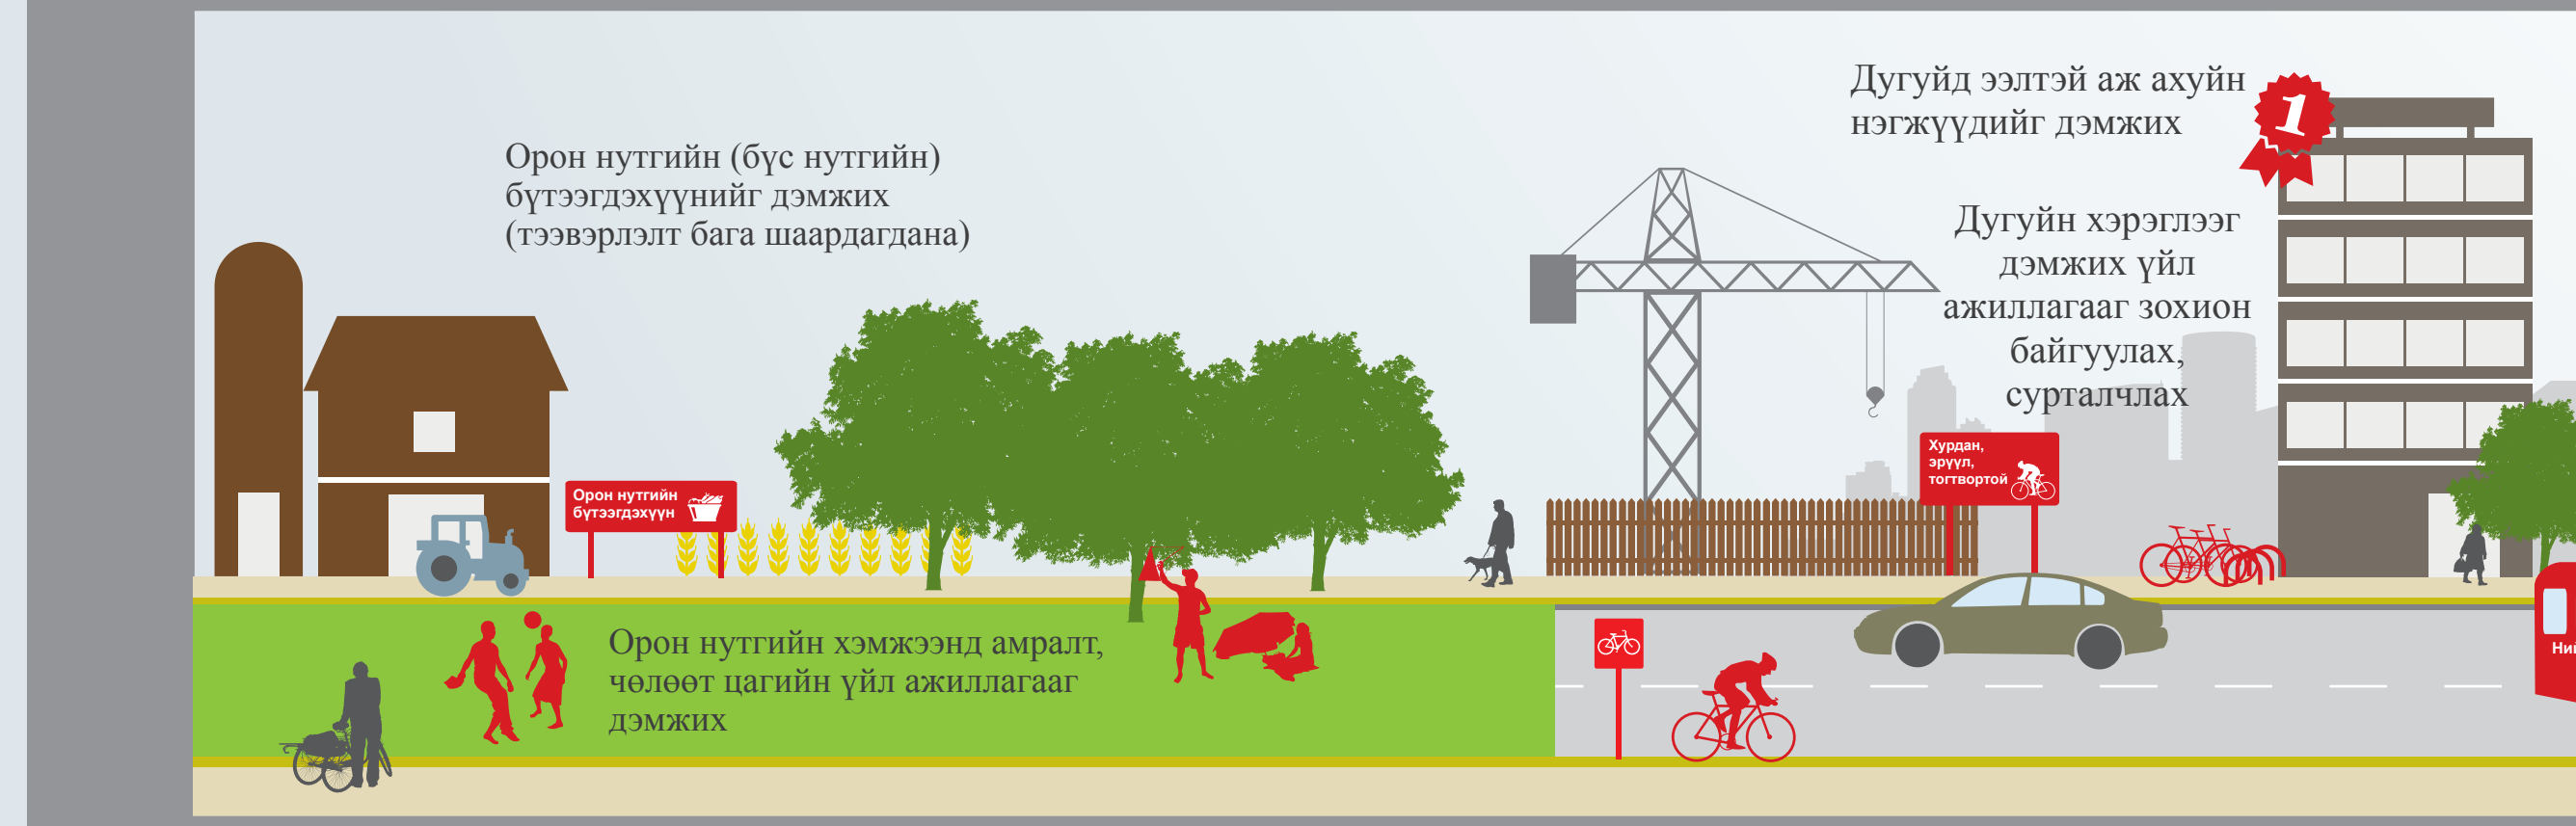 Дугуйд ээлтэй аж ахуйн
нэгжүүдийг дэмжих
1
Орон нутгийн (бүс нутгийн)
бүтээгдэхүүнийг дэмжих
(тээвэрлэлт бага шаардагдана)
Дугуйн хэрэглээг
дэмжих үйл
ажиллагааг зохион
байгуулах,
сурталчлах
Хурдан,
эрүүл,
тогтвортой
Орон нутгийн
бүтээгдэхүүн
Орон нутгийн хэмжээнд амралт,
чөлөөт цагийн үйл ажиллагааг
дэмжих